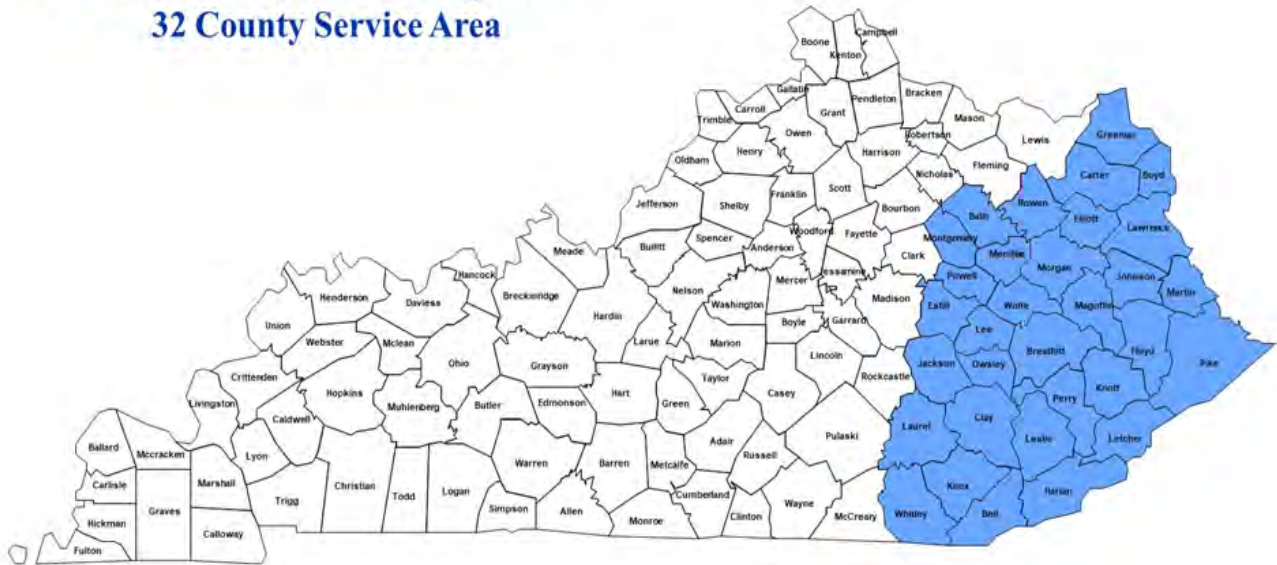 32 County Service Area
Boone
Campbell
Kenton
Gallatin
Carroll
Trimble
Grant
Pendleton
Bracken
Mason
Lewis
Greenup
Owen
Henry
Oldham
Robertson
Harrison
Fleming
Nicholas
Carter
Boyd
Rowen
Elliott
Lawrence
Jefferson
Shelby
Franklin
Scott
Bourbon
Bath
Montgomery
Menifee
Morgan
Johnson
Martin
Bullitt
Spencer
Anderson
Woodford
Fayette
Clark
Powell
Meade
Hancock
Breckinridge
Nelson
Washington
Mercer
essamine
Madison
Estill
Wolfe
Magoffin
Henderson
Daviess
Union
Webster
Mclean
Ohio
Hardin
Larue
Marion
Boyle
Garrard
Lincoln
Lee
Breathitt
Floyd
Pike
Crittenden
Livingston
Hopkins
Caldwell
Muhlenberg
Butler
Grayson
Edmonson
Hart
Green
Taylor
Casey
Rockcastle
Jackson
Owsley
Perry
Knott
Ballard
Mccracken
Lyon
Marshall
Carlisle
Graves
Hickman
Fulton
Calloway
Trigg
Christian
Todd
Logan
Warren
Simpson
Allen
Barren
Metcalfe
Monroe
Adair
Russell
Cumberland
Clinton
Wayne
Pulaski
McCreary
Laurel
Clay
Leslie
Letcher
Knox
Whitley
Bell
Harlan